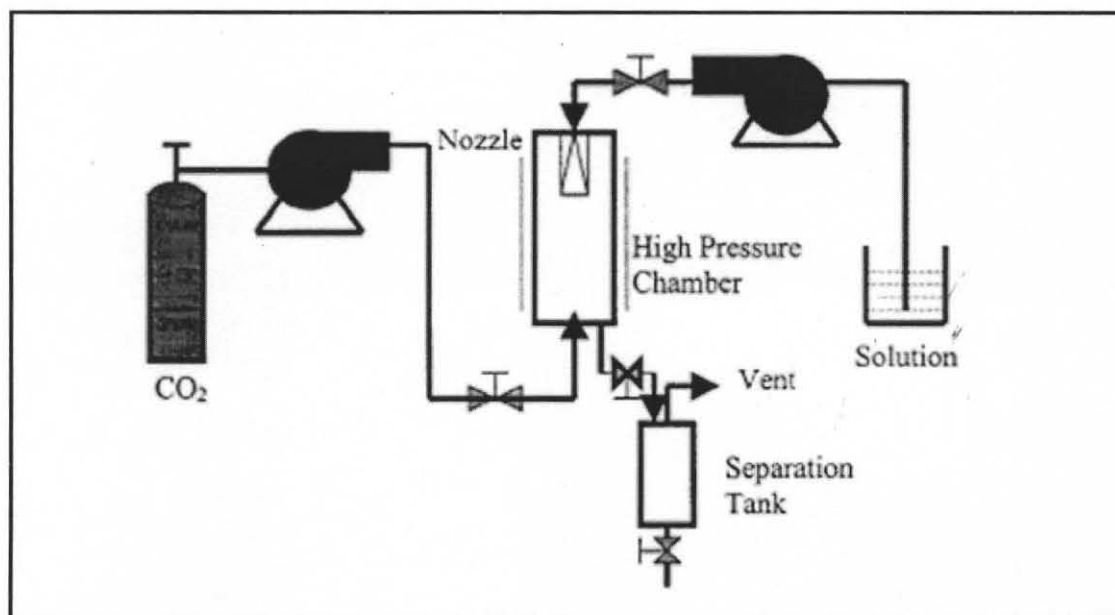 Nozzle
High Pressure
Chamber
CO₂
Solution
Vent
Separation
Tank